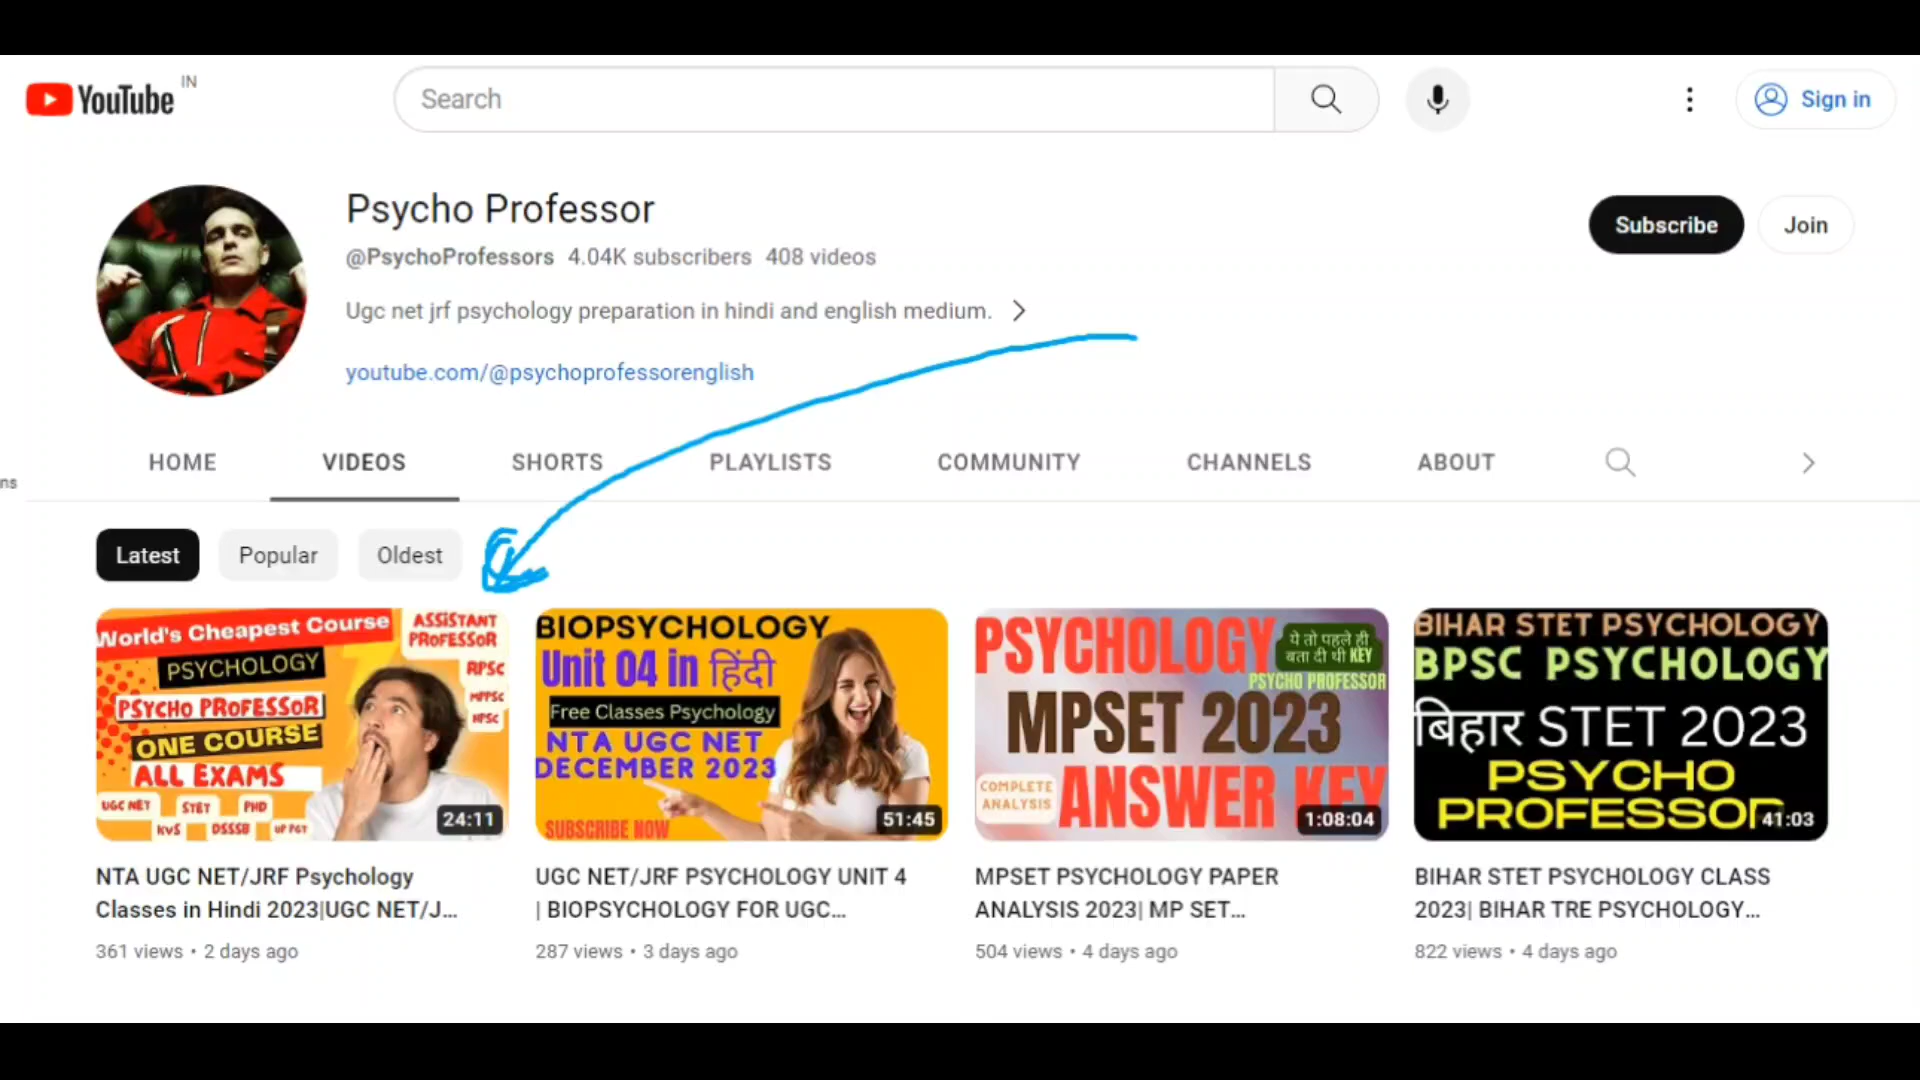 YouTube IN
Search
Sign in
Psycho Professor
@PsychoProfessors 4.04K subscribers 408 videos
Subscribe
Join
Ugc net jrf psychology preparation in hindi and english medium.
youtube.com/@psychoprofessorenglish
HOME VIDEOS SHORTS PLAYLISTS COMMUNITY CHANNELS ABOUT
ns
Latest Popular Oldest
World's Cheapest Course
ASSISTANT
PROFESSOR
PSYCHOLOGY
RPSC
PSYCHO PROFESSOR
MPPSC
HPSC
ONE COURSE
ALL EXAMS
UGC NET STET PHD
KVS DSSSB UP PGT
24:11
BIOPSYCHOLOGY
Unit 04 in हिंदी
Free Classes Psychology
NTA UGC NET
DECEMBER 2023
SUBSCRIBE NOW
51:45
PSYCHOLOGY
ये तो पहले ही
बता दी थी KEY
PSYCHO PROFESSOR
MPSET 2023
COMPLETE
ANALYSIS
ANSWER KEY
1:08:04
BIHAR STET PSYCHOLOGY
BPSC PSYCHOLOGY
बिहार STET 2023
PSYCHO
PROFESSOR
41:03
NTA UGC NET/JRF Psychology
Classes in Hindi 2023|UGC NET/J...
361 views • 2 days ago
UGC NET/JRF PSYCHOLOGY UNIT 4
| BIOPSYCHOLOGY FOR UGC...
287 views • 3 days ago
MPSET PSYCHOLOGY PAPER
ANALYSIS 2023| MP SET...
504 views • 4 days ago
BIHAR STET PSYCHOLOGY CLASS
2023| BIHAR TRE PSYCHOLOGY...
822 views • 4 days ago